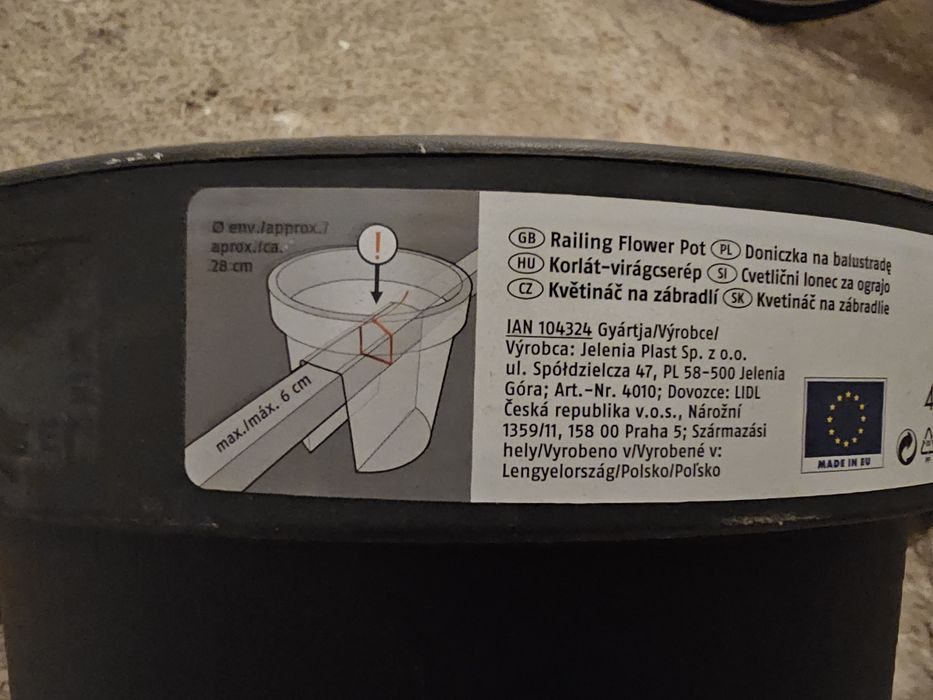 Ø env./approx./
aprox./ca.
28 cm
!
max./máx. 6 cm
GB Railing Flower Pot PL Doniczka na balustradę
HU Korlát-virágcserép SI Cvetlični lonec za ograjo
CZ Květináč na zábradlí SK Kvetináč na zábradlie
IAN 104324 Gyártja/Výrobce/
Výrobca: Jelenia Plast Sp. z o.o.
ul. Spółdzielcza 47, PL 58-500 Jelenia
Góra; Art.-Nr. 4010; Dovozce: LIDL
Česká republika v.o.s., Nárožní
1359/11, 158 00 Praha 5; Származási
hely/Vyrobeno v/Vyrobené v:
Lengyelország/Polsko/Poľsko
MADE IN EU
4